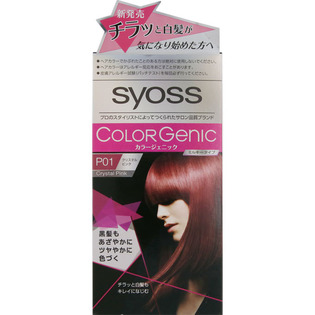 新発売
チラッと白髪が
気になり始めた方へ
syoss
プロのスタイリストによってつくられたサロン品質ブランド
COLORGENIC
カラージェニック
P01
クリスタル
ピンク
Crystal Pink
黒髪も
あざやかに
ツヤやかに
色づく
チラッと白髪も
キレイになじむ